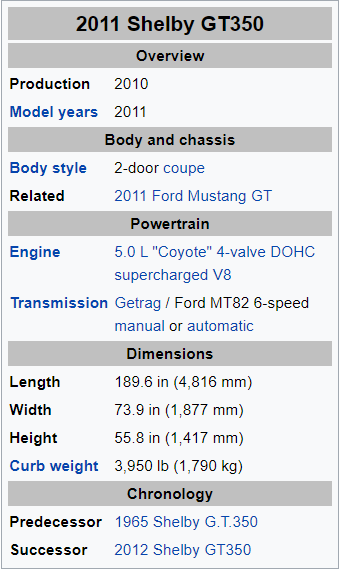 2011 Shelby GT350
Overview
Production 2010
Model years 2011
Body and chassis
Body style 2-door coupe
Related 2011 Ford Mustang GT
Powertrain
Engine 5.0 L "Coyote" 4-valve DOHC
supercharged V8
Transmission Getrag / Ford MT82 6-speed
manual or automatic
Dimensions
Length 189.6 in (4,816 mm)
Width 73.9 in (1,877 mm)
Height 55.8 in (1,417 mm)
Curb weight 3,950 lb (1,790 kg)
Chronology
Predecessor 1965 Shelby G.T.350
Successor 2012 Shelby GT350